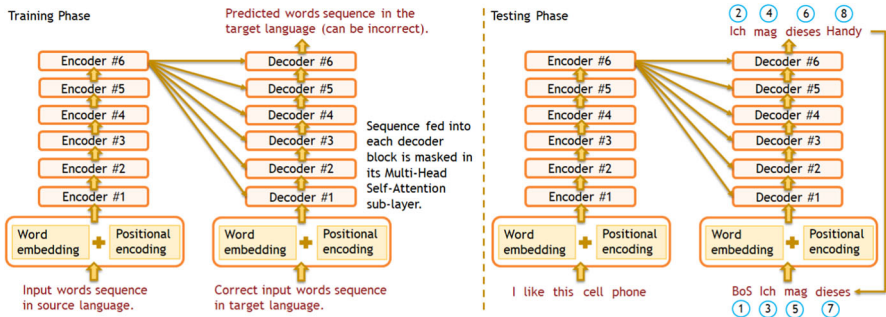 Training Phase
Predicted words sequence in the
target language (can be incorrect).
Encoder #6
Encoder #5
Encoder #4
Encoder #3
Encoder #2
Encoder #1
Decoder #6
Decoder #5
Decoder #4
Decoder #3
Decoder #2
Decoder #1
Sequence fed into
each decoder
block is masked in
its Multi-Head
Self-Attention
sub-layer.
Word
embedding
+
Positional
encoding
Word
embedding
+
Positional
encoding
Input words sequence
in source language.
Correct input words sequence
in target language.
Testing Phase
2 4 6 8
Ich mag dieses Handy
Encoder #6
Encoder #5
Encoder #4
Encoder #3
Encoder #2
Encoder #1
Decoder #6
Decoder #5
Decoder #4
Decoder #3
Decoder #2
Decoder #1
Word
embedding
+
Positional
encoding
Word
embedding
+
Positional
encoding
I like this cell phone
BoS Ich mag dieses
1 3 5 7